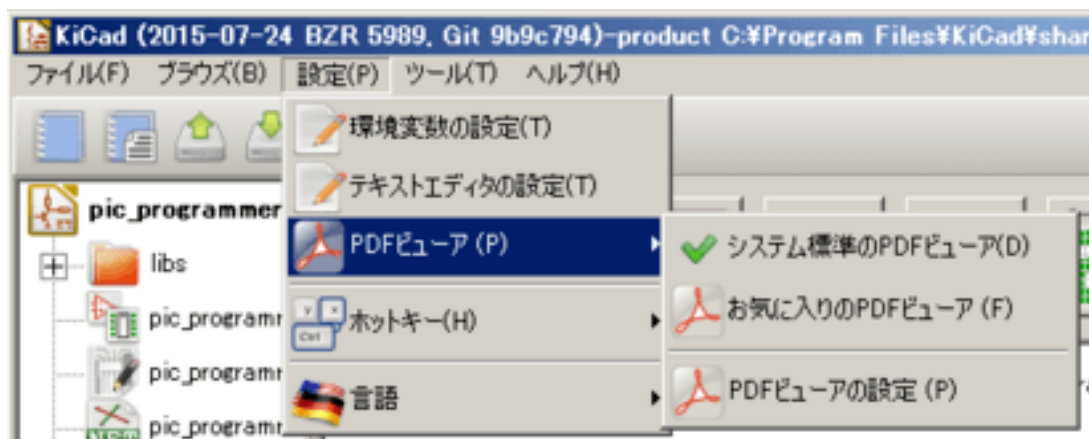 KiCad (2015-07-24 BZR 5989, Git 9b9c794)-product C:¥Program Files¥KiCad¥shar
ファイル(F) ブラウズ(B) 設定(P) ツール(T) ヘルプ(H)
環境変数の設定(T)
テキストエディタの設定(T)
pic_programmer
PDFビューア (P)
システム標準のPDFビューア(D)
libs
お気に入りのPDFビューア (F)
pic_programm
ホットキー(H)
pic_programm
PDFビューアの設定 (P)
言語
pic_programm
Ctrl
NET